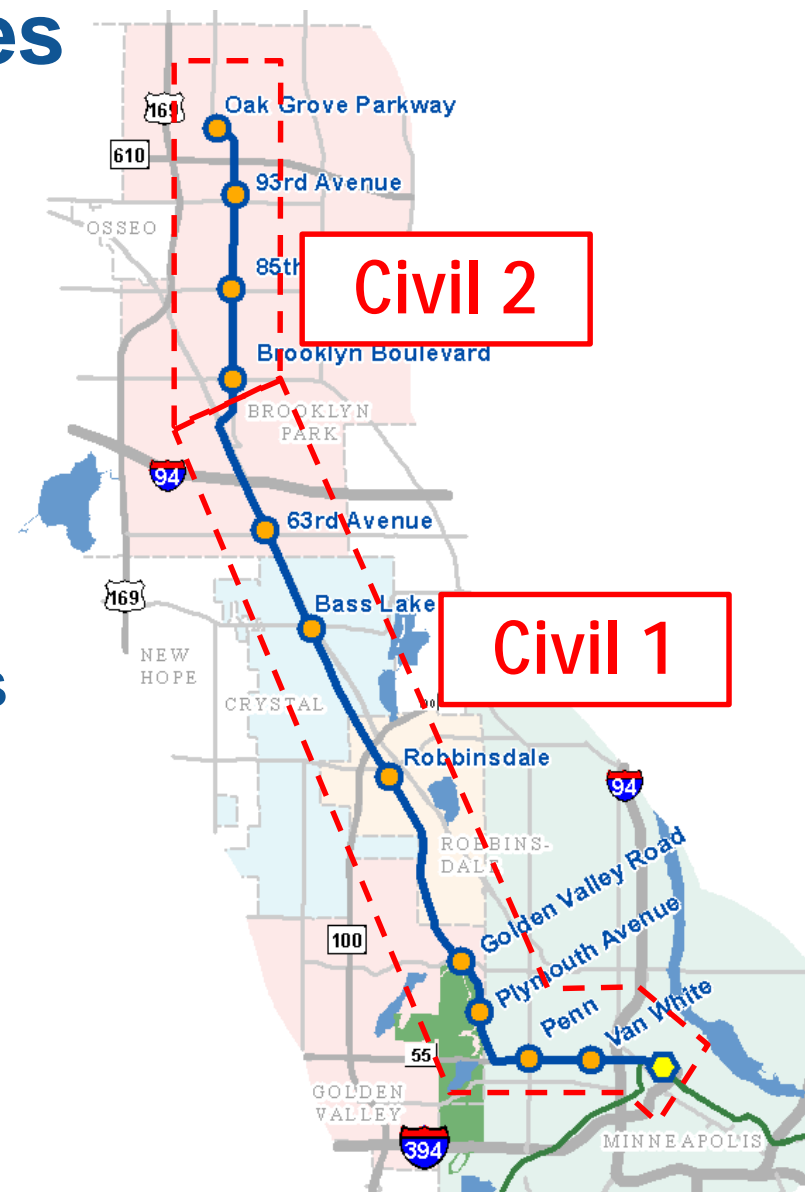 es
169
Oak Grove Parkway
610
93rd Avenue
OSSEO
85th
Civil 2
Brooklyn Boulevard
BROOKLYN
PARK
94
63rd Avenue
169
Bass Lake
Civil 1
NEW
HOPE
s
CRYSTAL
Robbinsdale
94
ROBBINS-
DALE
Golden Valley Road
100
Plymouth Avenue
Penn
Van White
55
GOLDEN
VALLEY
394
MINNEAPOLIS